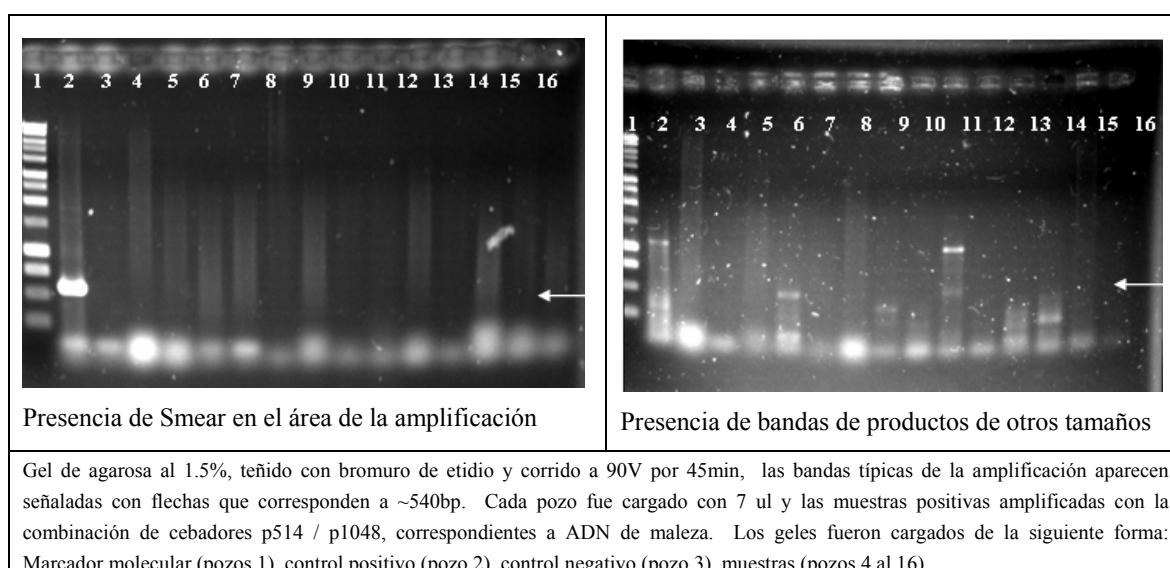 1 2 3 4 5 6 7 8 9 10 11 12 13 14 15 16
1 2 3 4 5 6 7 8 9 10 11 12 13 14 15 16
Presencia de Smear en el área de la amplificación
Presencia de bandas de productos de otros tamaños
Gel de agarosa al 1.5%, teñido con bromuro de etidio y corrido a 90V por 45min, las bandas típicas de la amplificación aparecen
señaladas con flechas que corresponden a ~540bp. Cada pozo fue cargado con 7 ul y las muestras positivas amplificadas con la
combinación de cebadores p514 / p1048, correspondientes a ADN de maleza. Los geles fueron cargados de la siguiente forma:
Marcador molecular (pozos 1), control positivo (pozo 2), control negativo (pozo 3), muestras (pozos 4 al 16)